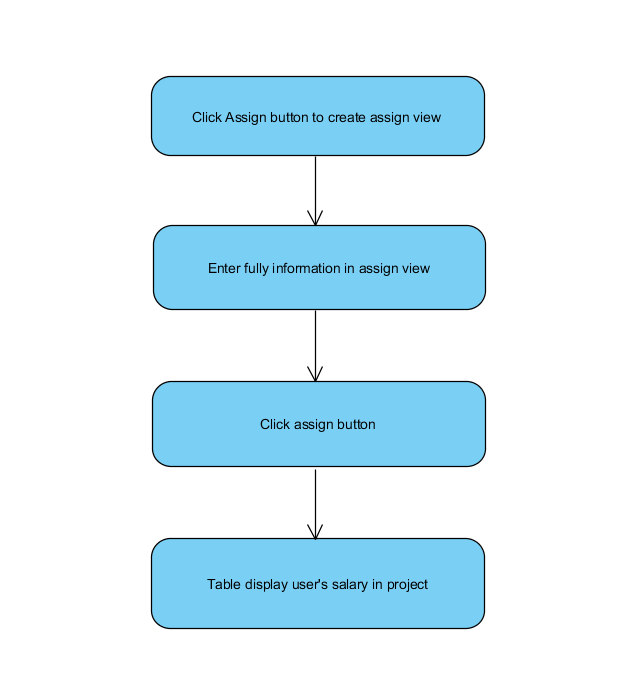 Click Assign button to create assign view
Enter fully information in assign view
Click assign button
Table display user's salary in project